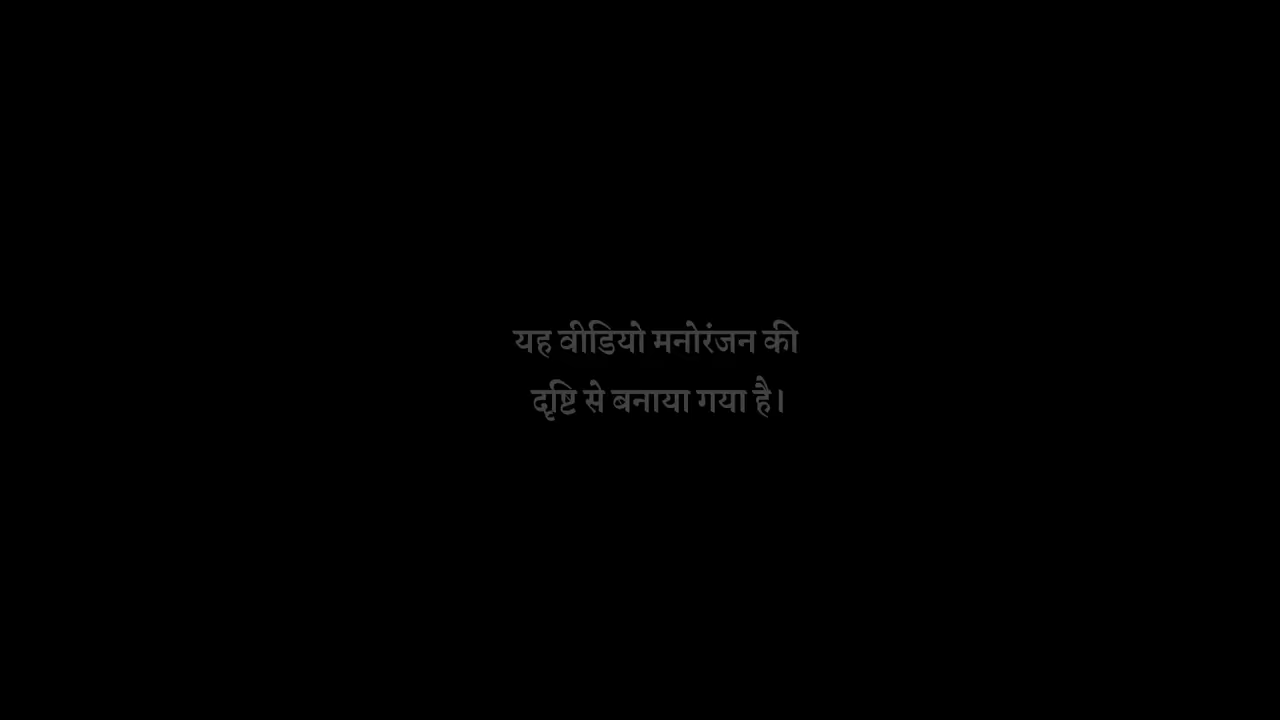 यह वीडियो मनोरंजन की
दृष्टि से बनाया गया है।